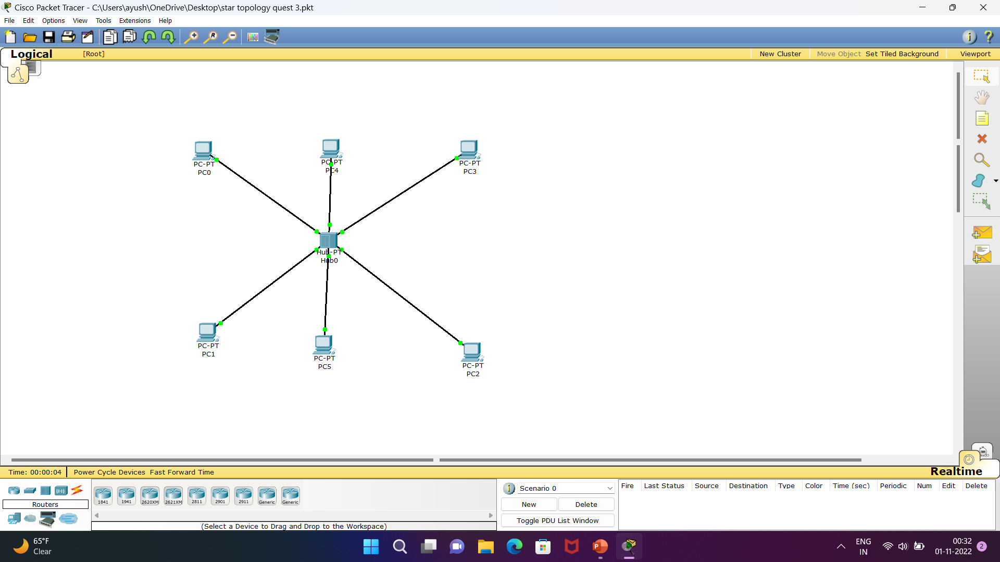 Cisco Packet Tracer - C:\Users\ayush\OneDrive\Desktop\star topology quest 3.pkt
File Edit Options View Tools Extensions Help
Logical [Root] New Cluster Move Object Set Tiled Background Viewport
PC-PT
PC0
PC-PT
PC4
PC-PT
PC3
Hub-PT
Hub0
PC-PT
PC1
PC-PT
PC5
PC-PT
PC2
Time: 00:00:04 Power Cycle Devices Fast Forward Time
Realtime
Routers
1841 1941 2620XM 2621XM 2811 2901 2911 Generic Generic
(Select a Device to Drag and Drop to the Workspace)
Scenario 0
New Delete
Toggle PDU List Window
Fire Last Status Source Destination Type Color Time (sec) Periodic Num Edit Delete
65°F
Clear
ENG
IN
00:32
01-11-2022
2